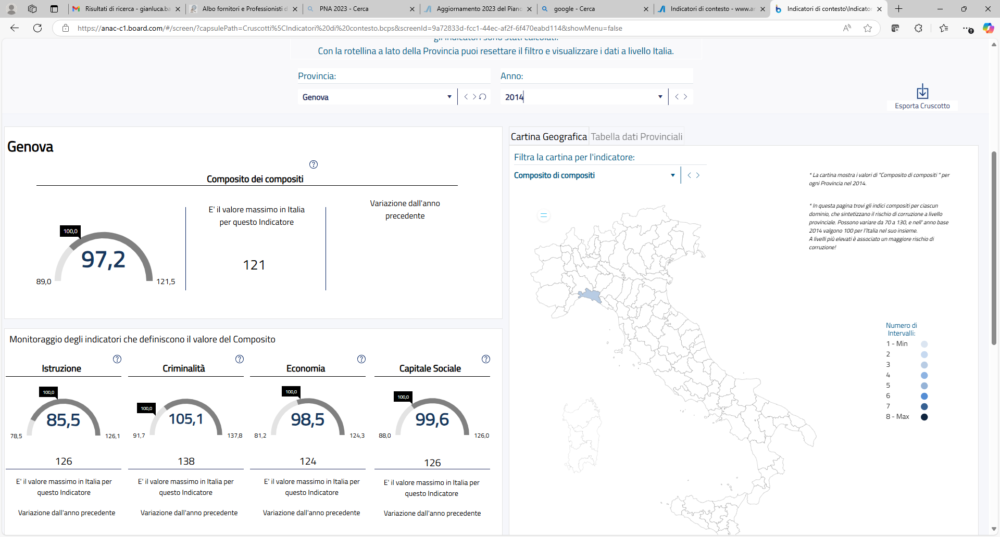 Risultati di ricerca - gianluca.ba
Albo fornitori e Professionisti d
PNA 2023 - Cerca
Aggiornamento 2023 del Piano
google - Cerca
Indicatori di contesto - www.an
Indicatori di contesto\Indicator
https://anac-c1.board.com/#/screen/?capsulePath=Cruscotti%5CIndicatori%20di%20contesto.bcps&screenId=9a72833d-fcc1-44ec-af2f-6f470eabd114&showMenu=false
gli indicatori sono stati calcolati.
Con la rotellina a lato della Provincia puoi resettare il filtro e visualizzare i dati a livello Italia.
Provincia:
Anno:
Genova
2014
Esporta Cruscotto
Genova
Composito dei compositi
100,0
97,2
89,0
121,5
E' il valore massimo in Italia
per questo Indicatore
121
Variazione dall'anno
precedente
Monitoraggio degli indicatori che definiscono il valore del Composito
Istruzione
100,0
85,5
78,5
126,1
126
E' il valore massimo in Italia per
questo Indicatore
Variazione dall'anno precedente
Criminalità
100,0
105,1
91,7
137,8
138
E' il valore massimo in Italia per
questo Indicatore
Variazione dall'anno precedente
Economia
100,0
98,5
81,2
124,3
124
E' il valore massimo in Italia per
questo Indicatore
Variazione dall'anno precedente
Capitale Sociale
100,0
99,6
88,0
126,0
126
E' il valore massimo in Italia per
questo Indicatore
Variazione dall'anno precedente
Cartina Geografica
Tabella dati Provinciali
Filtra la cartina per l'indicatore:
Composito di compositi
* La cartina mostra i valori di "Composito di compositi " per
ogni Provincia nel 2014.
* In questa pagina trovi gli indici compositi per ciascun
dominio, che sintetizzano il rischio di corruzione a livello
provinciale. Possono variare da 70 a 130, e nell' anno base
2014 valgono 100 per l'Italia nel suo insieme.
A livelli più elevati è associato un maggiore rischio di
corruzione!
Numero di
Intervalli:
1 - Min
2
3
4
5
6
7
8 - Max